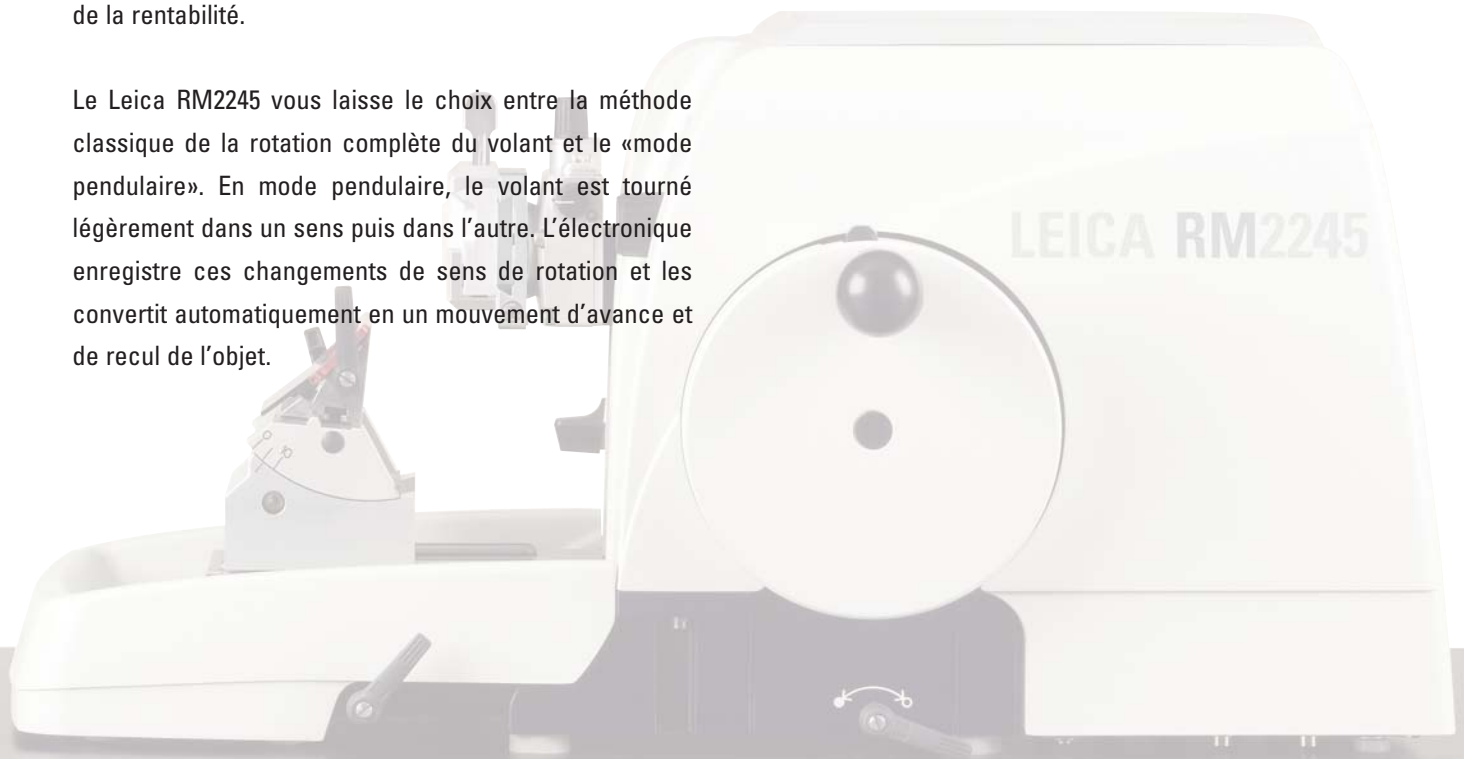 de la rentabilité.
Le Leica RM2245 vous laisse le choix entre la méthode
classique de la rotation complète du volant et le «mode
pendulaire». En mode pendulaire, le volant est tourné
légèrement dans un sens puis dans l’autre. L’électronique
enregistre ces changements de sens de rotation et les
convertit automatiquement en un mouvement d’avance et
de recul de l’objet.
LEICA RM2245
0
10